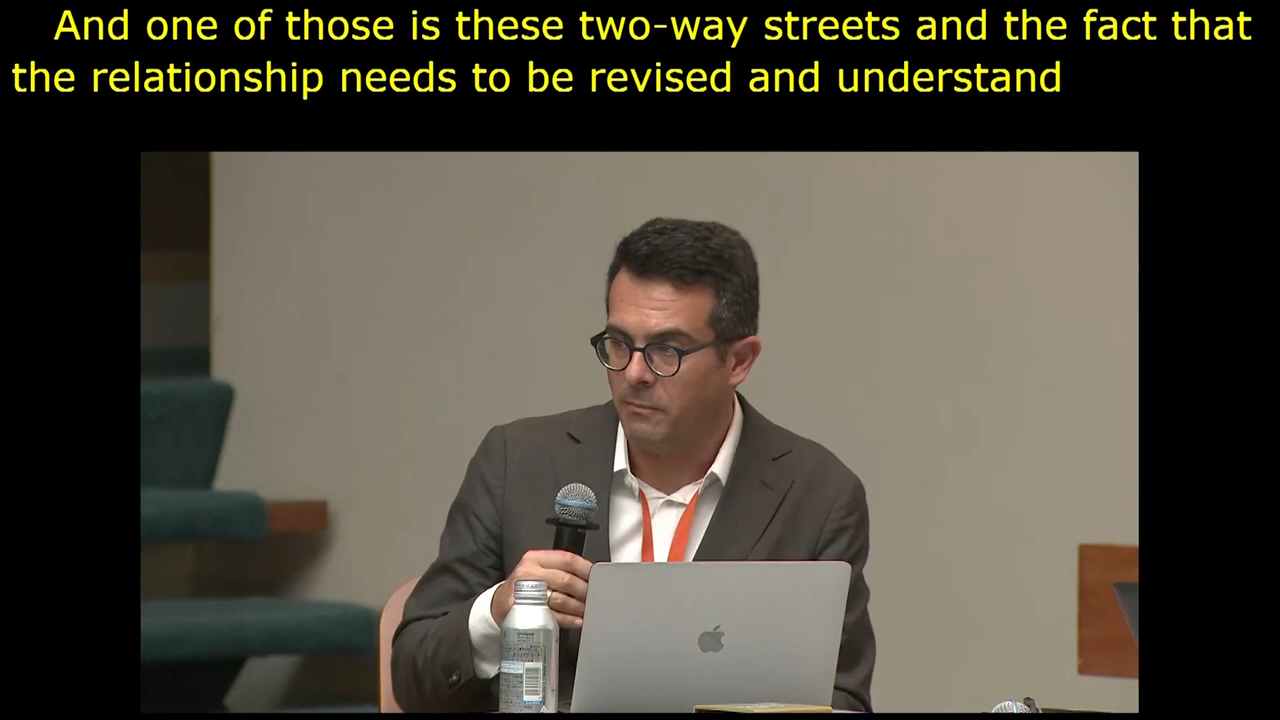 And one of those is these two-way streets and the fact that
the relationship needs to be revised and understand